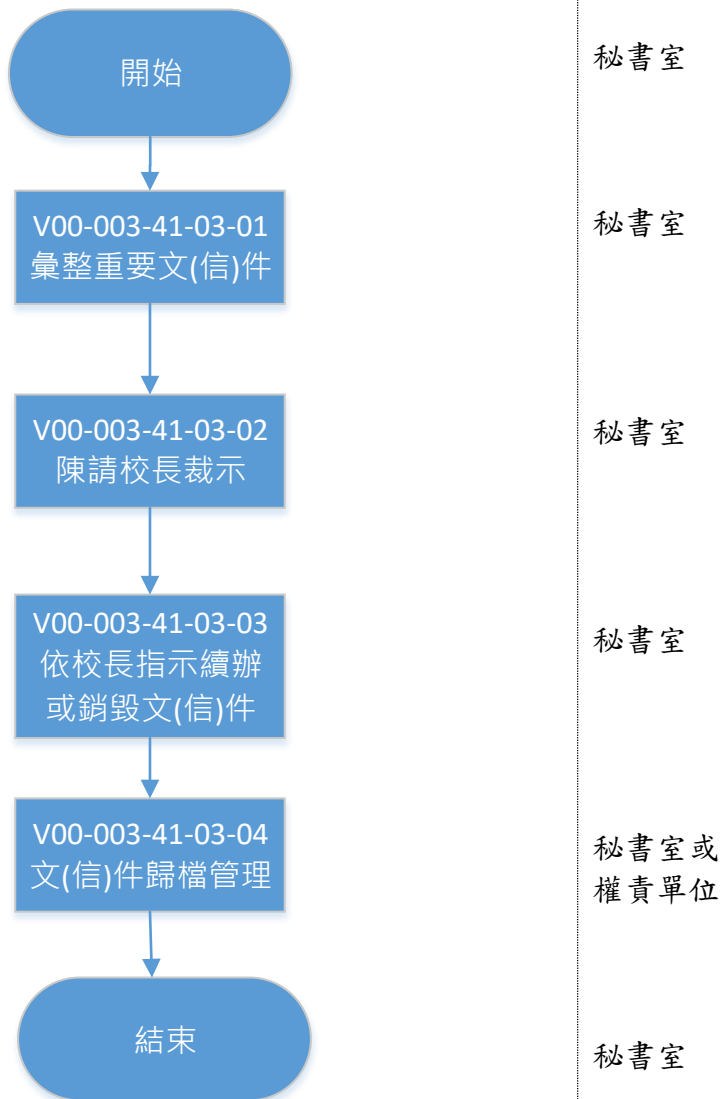 開始
秘書室
V00-003-41-03-01
彙整重要文(信)件
秘書室
V00-003-41-03-02
陳請校長裁示
秘書室
V00-003-41-03-03
依校長指示續辦
或銷毀文(信)件
秘書室
V00-003-41-03-04
文(信)件歸檔管理
秘書室或
權責單位
結束
秘書室